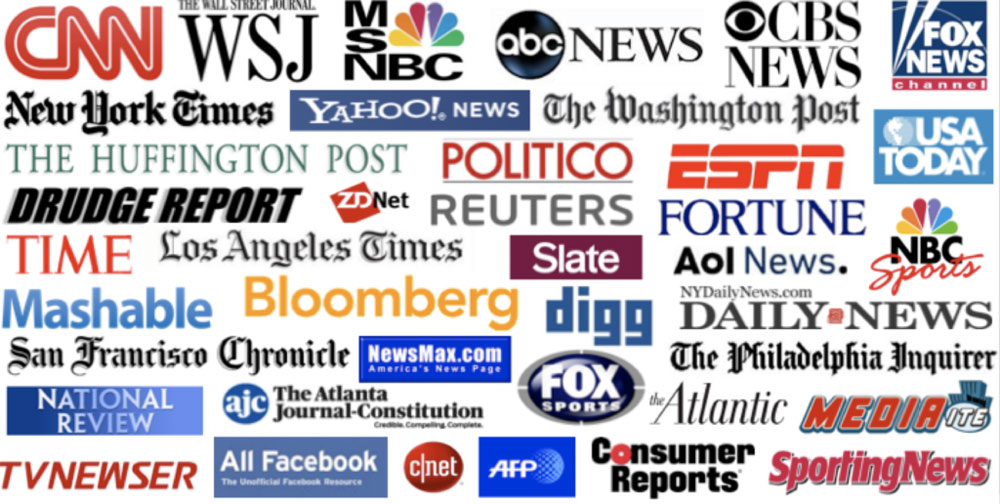 CNN
THE WALL STREET JOURNAL.
WSJ
MS
NBC
abc NEWS
CBS
NEWS
FOX
NEWS
channel
New York Times
YAHOO!® NEWS
The Washington Post
USA
TODAY
THE HUFFINGTON POST
POLITICO
ESPN
DRUDGE REPORT
ZDNet
REUTERS
FORTUNE
NBC
Sports
TIME
Los Angeles Times
Slate
Aol News.
Mashable
Bloomberg
digg
NYDailyNews.com
DAILY NEWS
San Francisco Chronicle
NewsMax.com
America's News Page
The Philadelphia Inquirer
NATIONAL
REVIEW
ajc
The Atlanta
Journal-Constitution
Credible. Compelling. Complete.
FOX
SPORTS
the Atlantic
MEDIAITE
TVNEWSER
All Facebook
The Unofficial Facebook Resource
c|net
AFP
Consumer
Reports
SportingNews